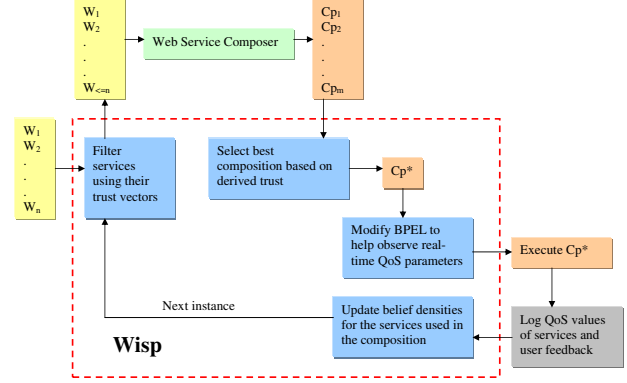 W1
W2
.
.
.
W<=n
Web Service Composer
Cp1
Cp2
.
.
.
Cpm
W1
W2
.
.
.
Wn
Filter
services
using their
trust vectors
Select best
composition based on
derived trust
Cp*
Modify BPEL to
help observe real-
time QoS parameters
Execute Cp*
Next instance
Update belief densities
for the services used in
the composition
Log QoS values
of services and
user feedback
Wisp